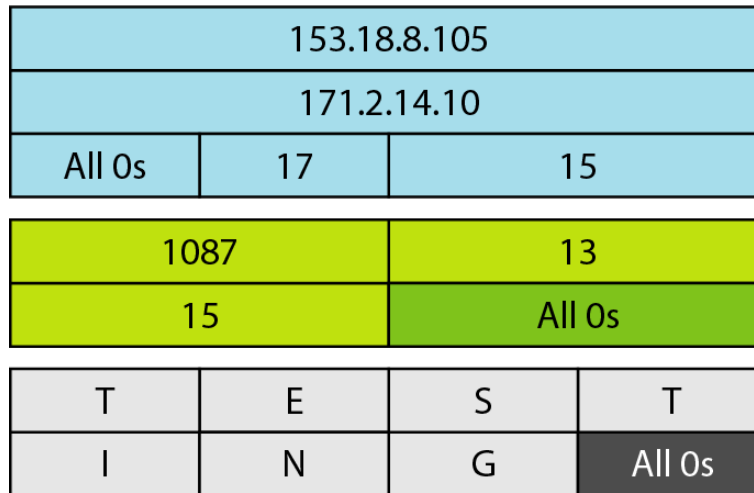 153.18.8.105
171.2.14.10
All 0s 17 15
1087 13
15 All 0s
T E S T
I N G All 0s